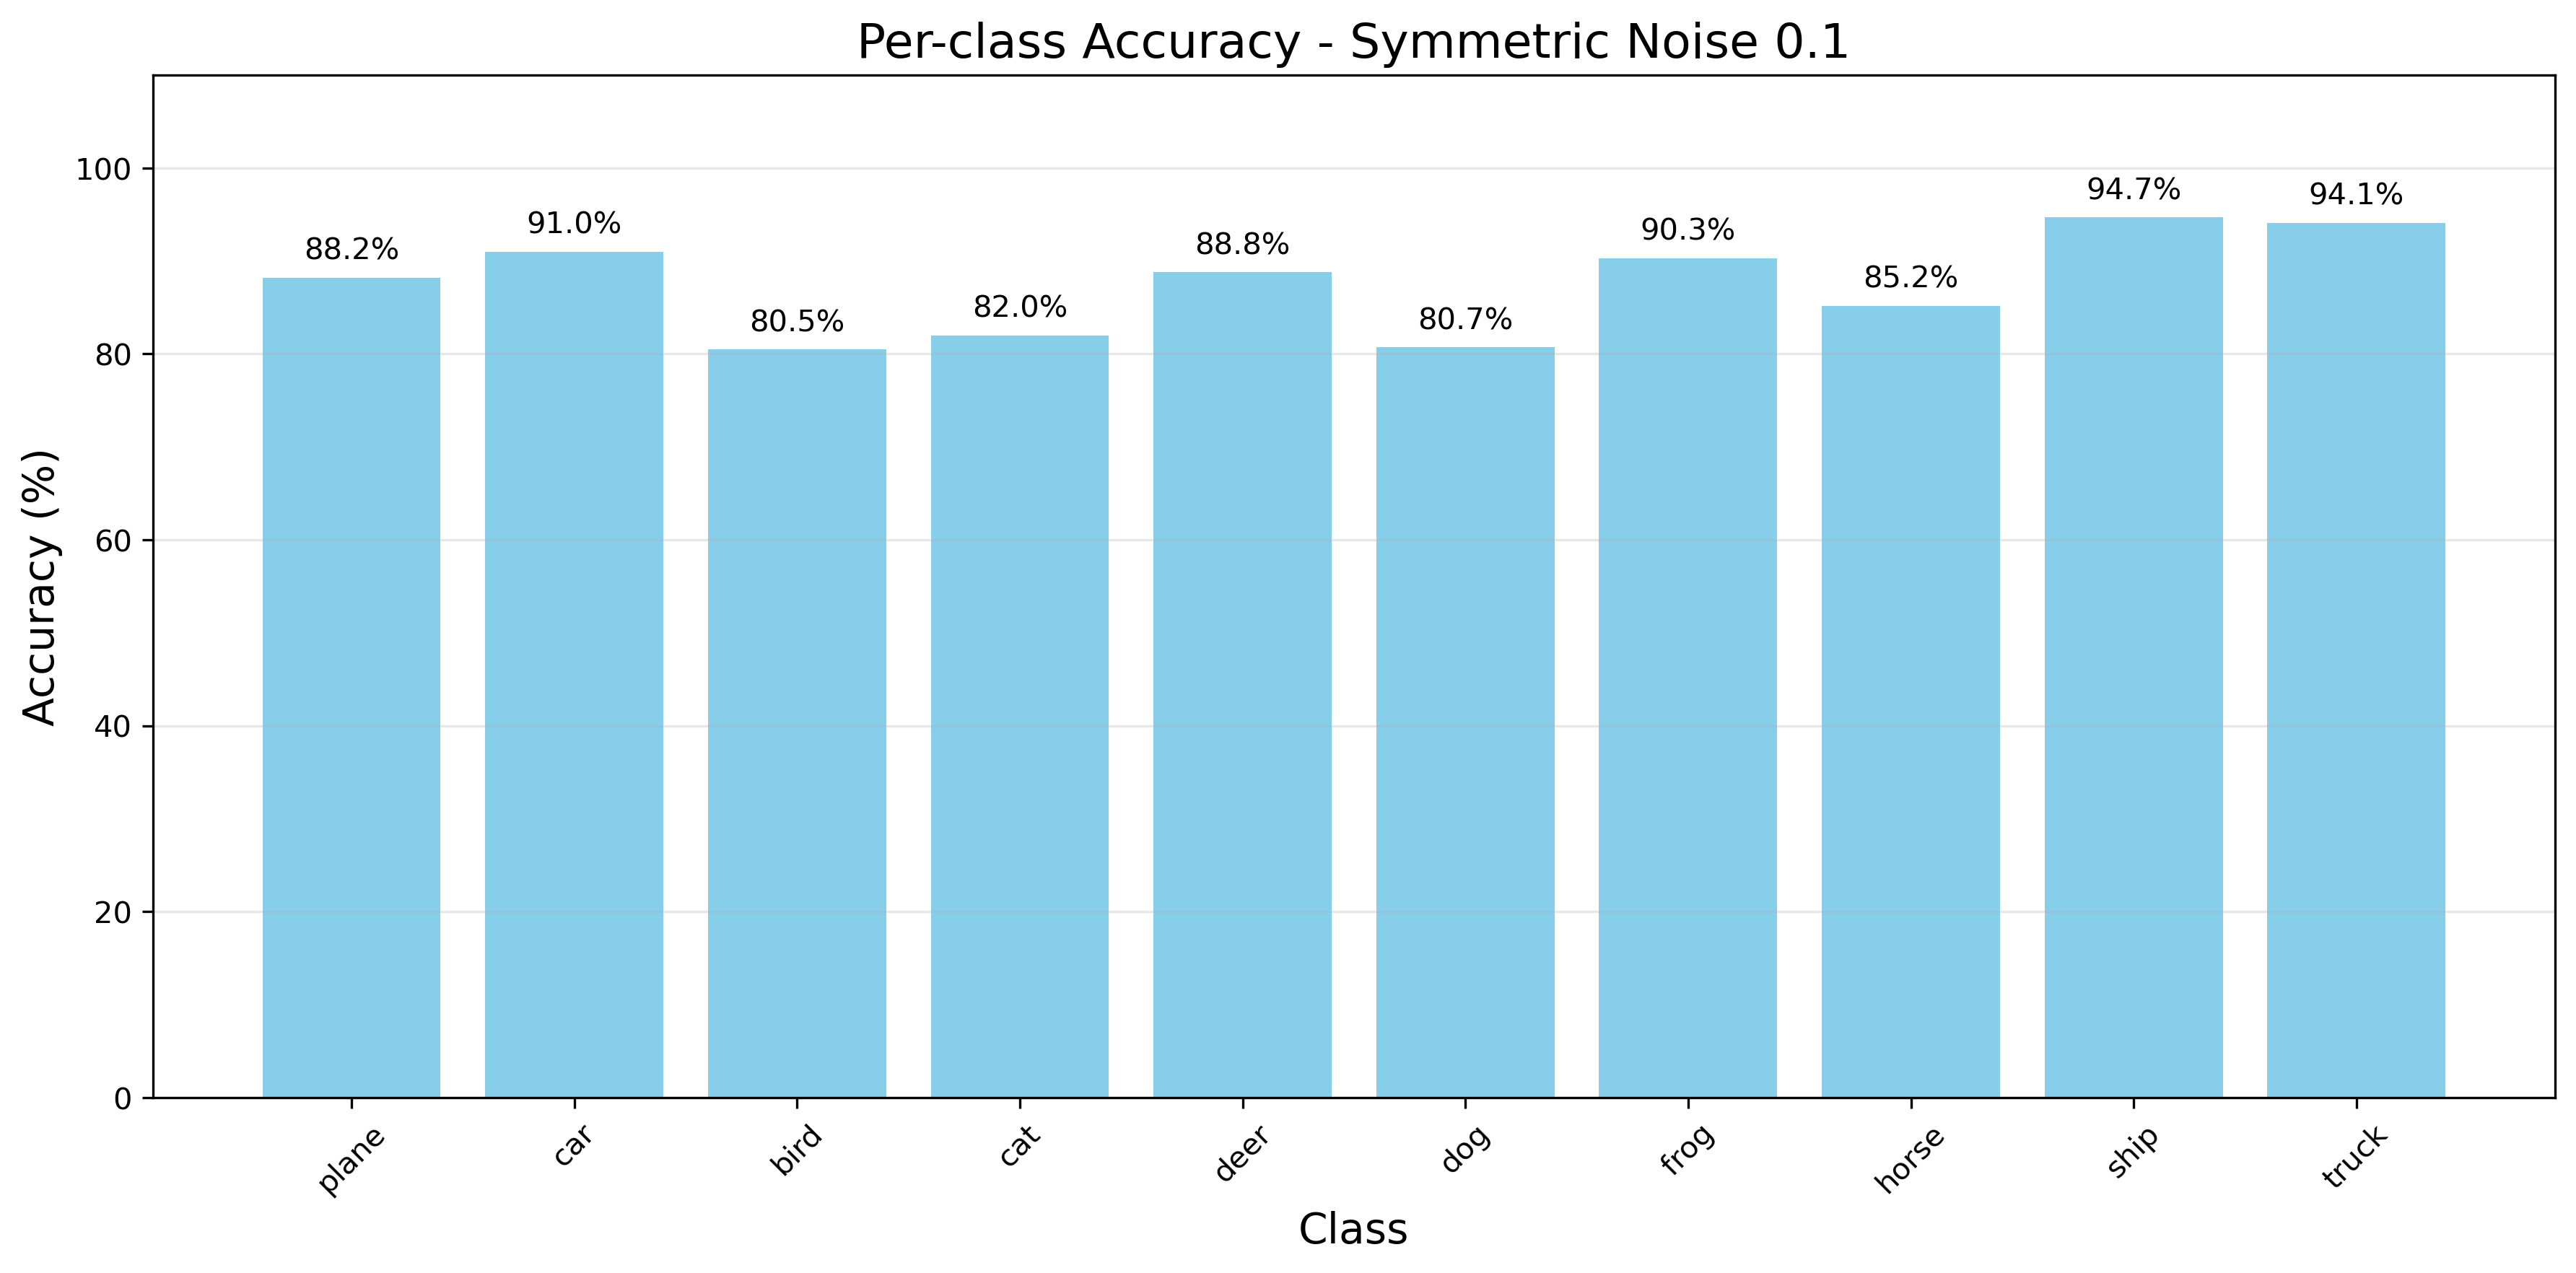 Per-class Accuracy - Symmetric Noise 0.1
Accuracy (%)
100
80
60
40
20
0
88.2%
91.0%
80.5%
82.0%
88.8%
80.7%
90.3%
85.2%
94.7%
94.1%
plane
car
bird
cat
deer
dog
frog
horse
ship
truck
Class